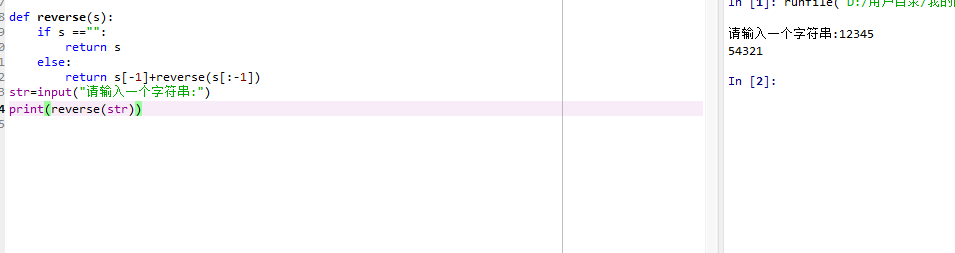 def reverse(s):
if s =="":
return s
else:
return s[-1]+reverse(s[:-1])
str=input("请输入一个字符串:")
print(reverse(str))
In [1]: runfile('D:/用户目录/我的
请输入一个字符串:12345
54321
In [2]: